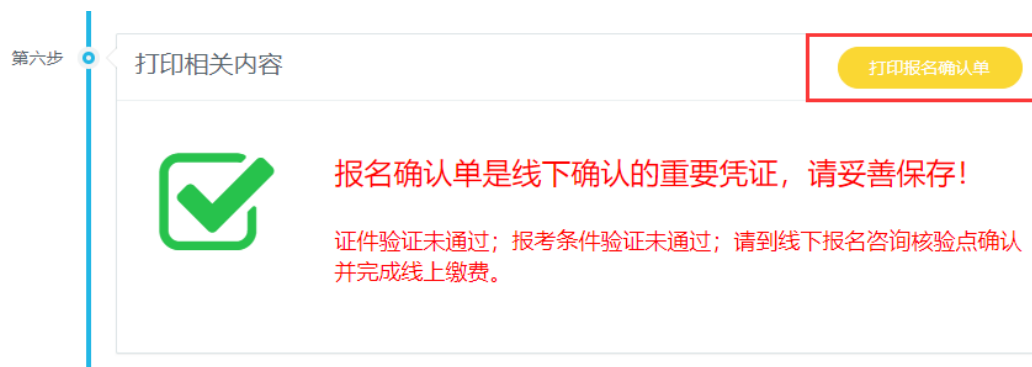 第六步
打印相关内容
打印报名确认单
报名确认单是线下确认的重要凭证，请妥善保存！
证件验证未通过；报考条件验证未通过；请到线下报名咨询核验点确认
并完成线上缴费。